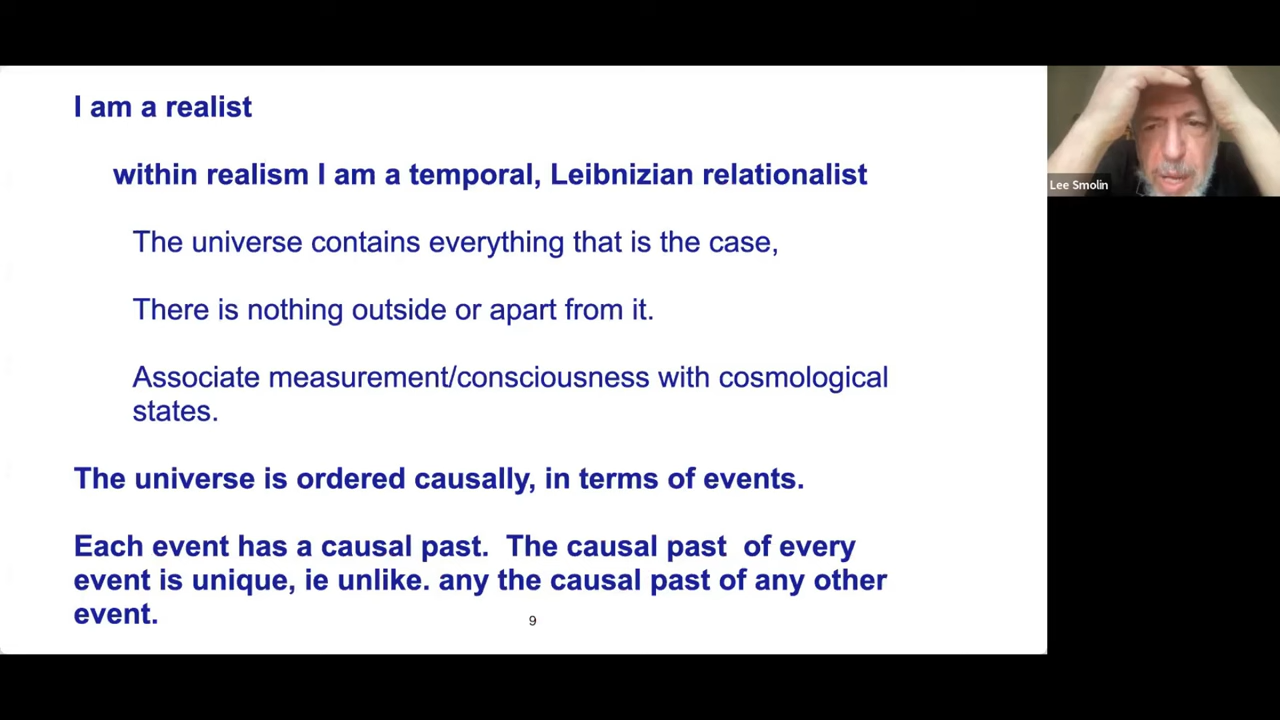 I am a realist
within realism I am a temporal, Leibnizian relationalist
The universe contains everything that is the case,
There is nothing outside or apart from it.
Associate measurement/consciousness with cosmological
states.
The universe is ordered causally, in terms of events.
Each event has a causal past.  The causal past  of every
event is unique, ie unlike. any the causal past of any other
event.
9
Lee Smolin